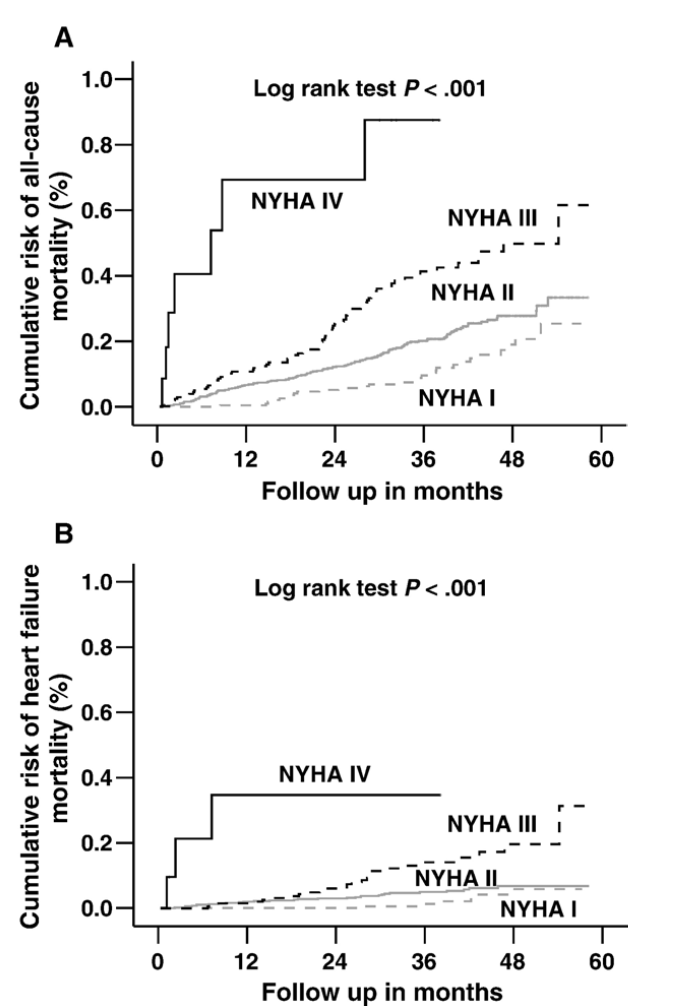 A
Cumulative risk of all-cause
mortality (%)
1.0
0.8
0.6
0.4
0.2
0.0
Log rank test P < .001
NYHA IV
NYHA III
NYHA II
NYHA I
0 12 24 36 48 60
Follow up in months
B
Cumulative risk of heart failure
mortality (%)
1.0
0.8
0.6
0.4
0.2
0.0
Log rank test P < .001
NYHA IV
NYHA III
NYHA II
NYHA I
0 12 24 36 48 60
Follow up in months